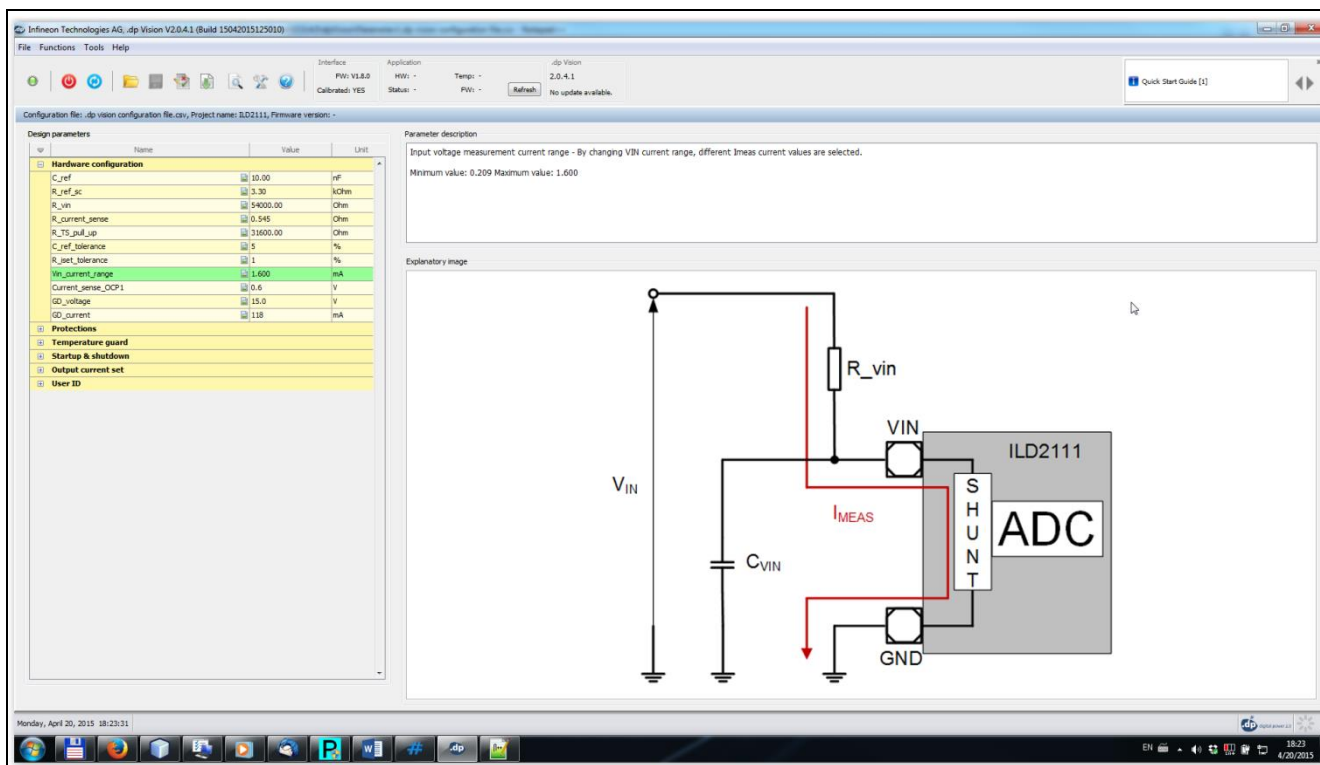 Infineon Technologies AG, .dp Vision V2.0.4.1 (Build 15042015125010)
File Functions Tools Help
Interface
FW: V1.8.0
Calibrated: YES
Application
HW: - Temp: -
Status: - FW: -
Refresh
.dp Vision
2.0.4.1
No update available.
Quick Start Guide [1]
Configuration file: .dp vision configuration file.csv, Project name: ILD2111, Firmware version: -
Design parameters
Name Value Unit
Hardware configuration
C_ref 10.00 nF
R_ref_sc 3.30 kOhm
R_vin 54000.00 Ohm
R_current_sense 0.545 Ohm
R_TS_pull_up 31600.00 Ohm
C_ref_tolerance 5 %
R_iset_tolerance 1 %
Vin_current_range 1.600 mA
Current_sense_OCP1 0.6 V
GD_voltage 15.0 V
GD_current 118 mA
Protections
Temperature guard
Startup & shutdown
Output current set
User ID
Parameter description
Input voltage measurement current range - By changing VIN current range, different Imeas current values are selected.
Minimum value: 0.209 Maximum value: 1.600
Explanatory image
R_vin
VIN
ILD2111
VIN
IMEAS
SHUNT
ADC
CVIN
GND
Monday, April 20, 2015 18:23:31
.dp digital power 2.0
.dp
EN
18:23
4/20/2015